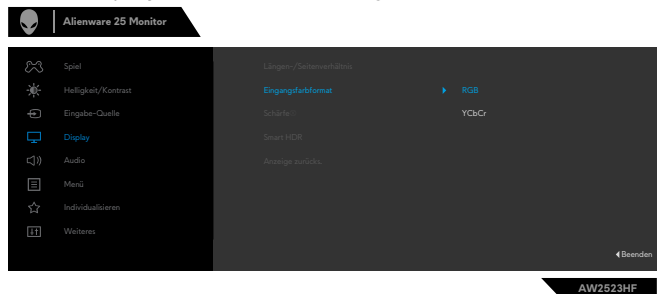 Alienware 25 Monitor
Spiel
Längen-/Seitenverhältnis
Helligkeit/Kontrast
Eingangsfarbformat
RGB
Eingabe-Quelle
Schärfe
YCbCr
Display
Smart HDR
Audio
Anzeige zurücks.
Menü
Individualisieren
Weiteres
Beenden
AW2523HF